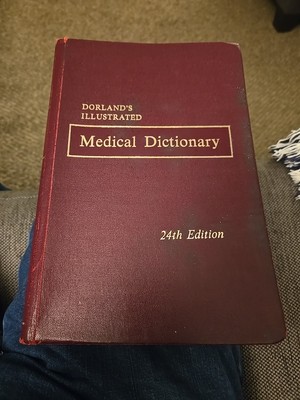 DORLAND'S
ILLUSTRATED
Medical Dictionary
24th Edition